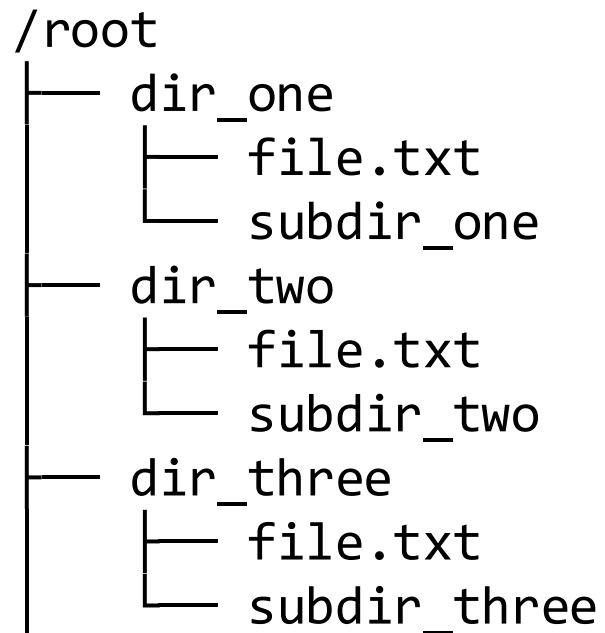 /root
├── dir_one
│   ├── file.txt
│   └── subdir_one
├── dir_two
│   ├── file.txt
│   └── subdir_two
├── dir_three
│   ├── file.txt
│   └── subdir_three